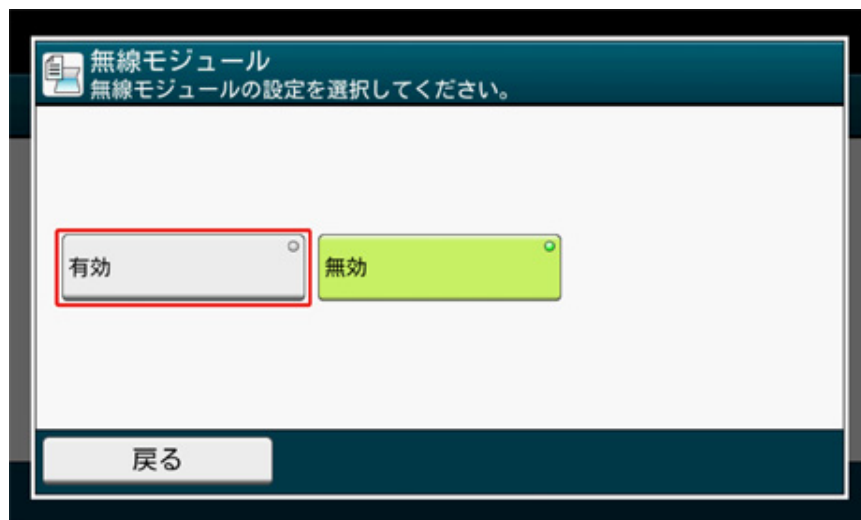 無線モジュール
無線モジュールの設定を選択してください。
有効
無効
戻る